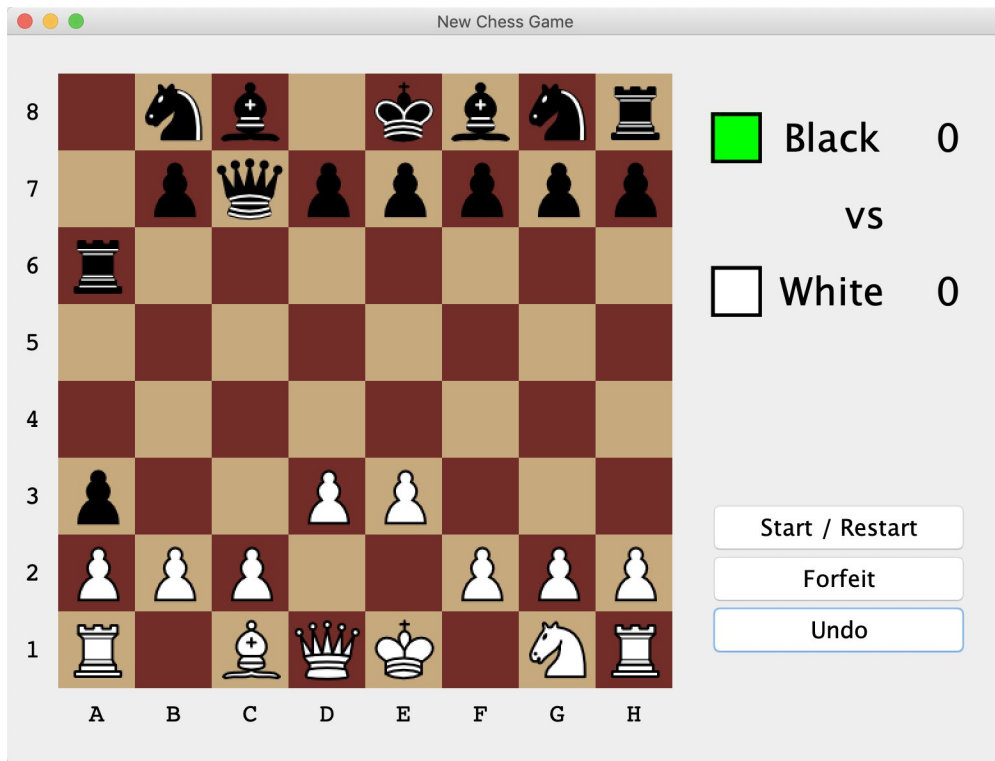 New Chess Game
8
7
6
5
4
3
2
1
A B C D E F G H
Black 0
vs
White 0
Start / Restart
Forfeit
Undo